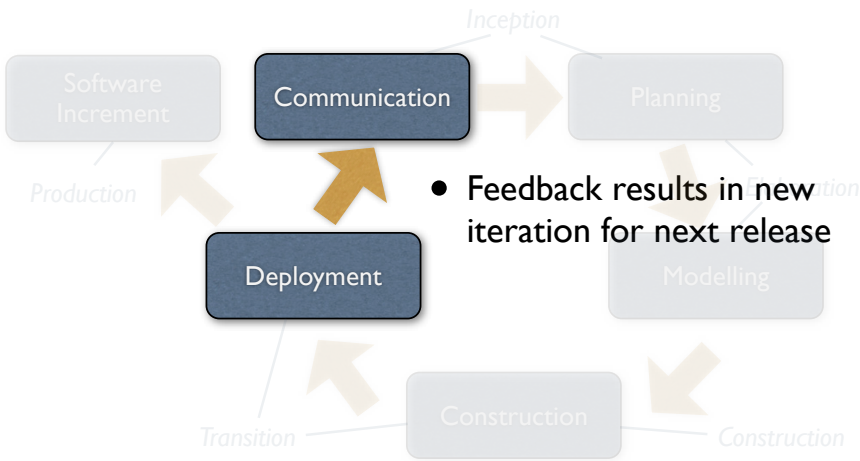 Inception
Software
Increment
Communication
Planning
Production
Elaboration
• Feedback results in new
iteration for next release
Deployment
Modelling
Construction
Transition
Construction